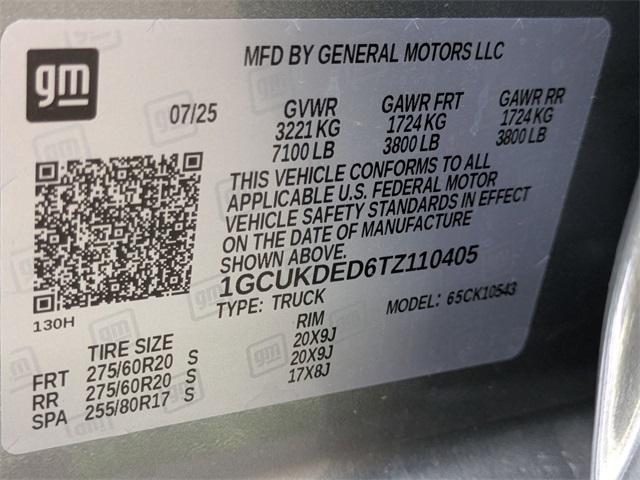 gm
MFD BY GENERAL MOTORS LLC
07/25
GVWR
3221 KG
7100 LB
GAWR FRT
1724 KG
3800 LB
GAWR RR
1724 KG
3800 LB
THIS VEHICLE CONFORMS TO ALL
APPLICABLE U.S. FEDERAL MOTOR
VEHICLE SAFETY STANDARDS IN EFFECT
ON THE DATE OF MANUFACTURE
SHOWN ABOVE.
1GCUKDED6TZ110405
TYPE: TRUCK
MODEL: 65CK10543
130H
TIRE SIZE RIM
FRT 275/60R20 S 20X9J
RR 275/60R20 S 20X9J
SPA 255/80R17 S 17X8J